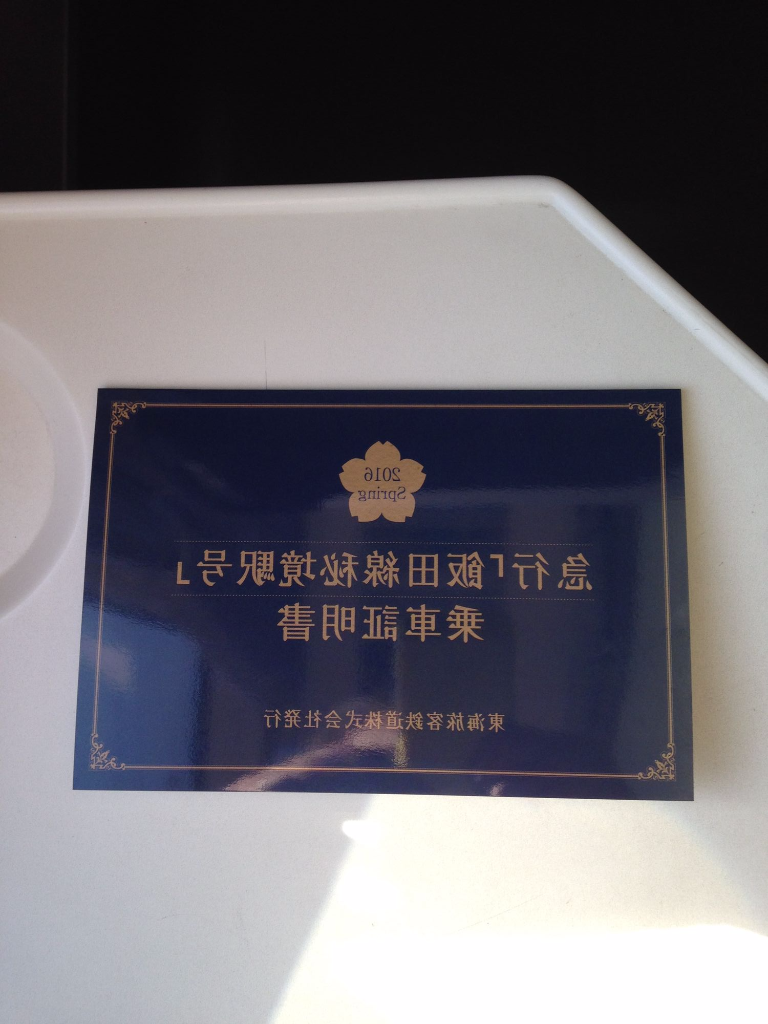 2016
Spring
急行「飯田線秘境駅号」
乗車証明書
東海旅客鉄道株式会社発行